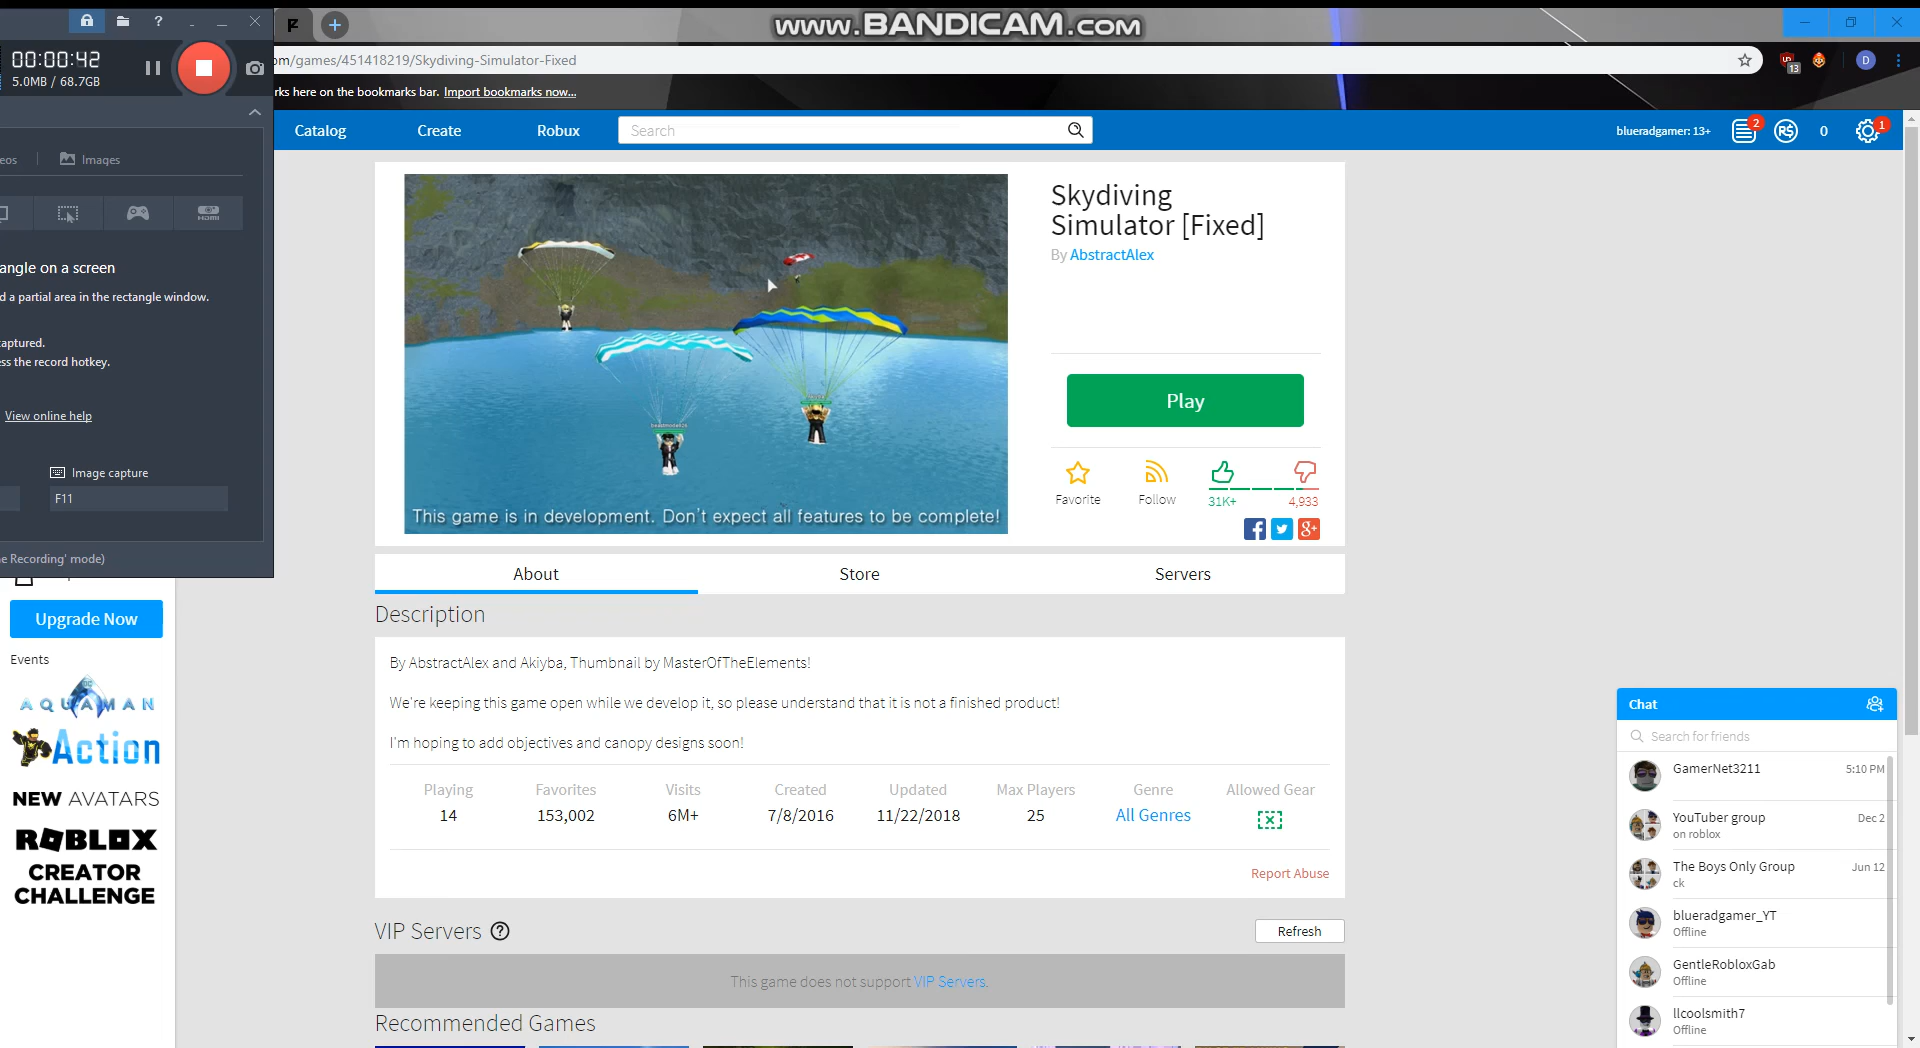 www.BANDICAM.com
?
00:00:42
5.0MB / 68.7GB
om/games/451418219/Skydiving-Simulator-Fixed
13
D
rks here on the bookmarks bar. Import bookmarks now...
Catalog
Create
Robux
Search
blueradgamer: 13+
2
R$
0
1
eos
Images
HDMI
angle on a screen
d a partial area in the rectangle window.
aptured.
ss the record hotkey.
View online help
Image capture
F11
e Recording' mode)
Skydiving
Simulator [Fixed]
By AbstractAlex
This game is in development. Don't expect all features to be complete!
Play
Favorite
Follow
31K+
4,933
About
Store
Servers
Upgrade Now
Events
AQUAMAN
Action
NEW AVATARS
ROBLOX
CREATOR
CHALLENGE
Description
By AbstractAlex and Akiyba, Thumbnail by MasterOfTheElements!
We're keeping this game open while we develop it, so please understand that it is not a finished product!
I'm hoping to add objectives and canopy designs soon!
Playing
14
Favorites
153,002
Visits
6M+
Created
7/8/2016
Updated
11/22/2018
Max Players
25
Genre
All Genres
Allowed Gear
Report Abuse
VIP Servers ?
Refresh
This game does not support VIP Servers.
Recommended Games
Chat
Search for friends
GamerNet3211
5:10 PM
YouTuber group
Dec 2
on roblox
The Boys Only Group
Jun 12
ck
blueradgamer_YT
Offline
GentleRobloxGab
Offline
llcoolsmith7
Offline